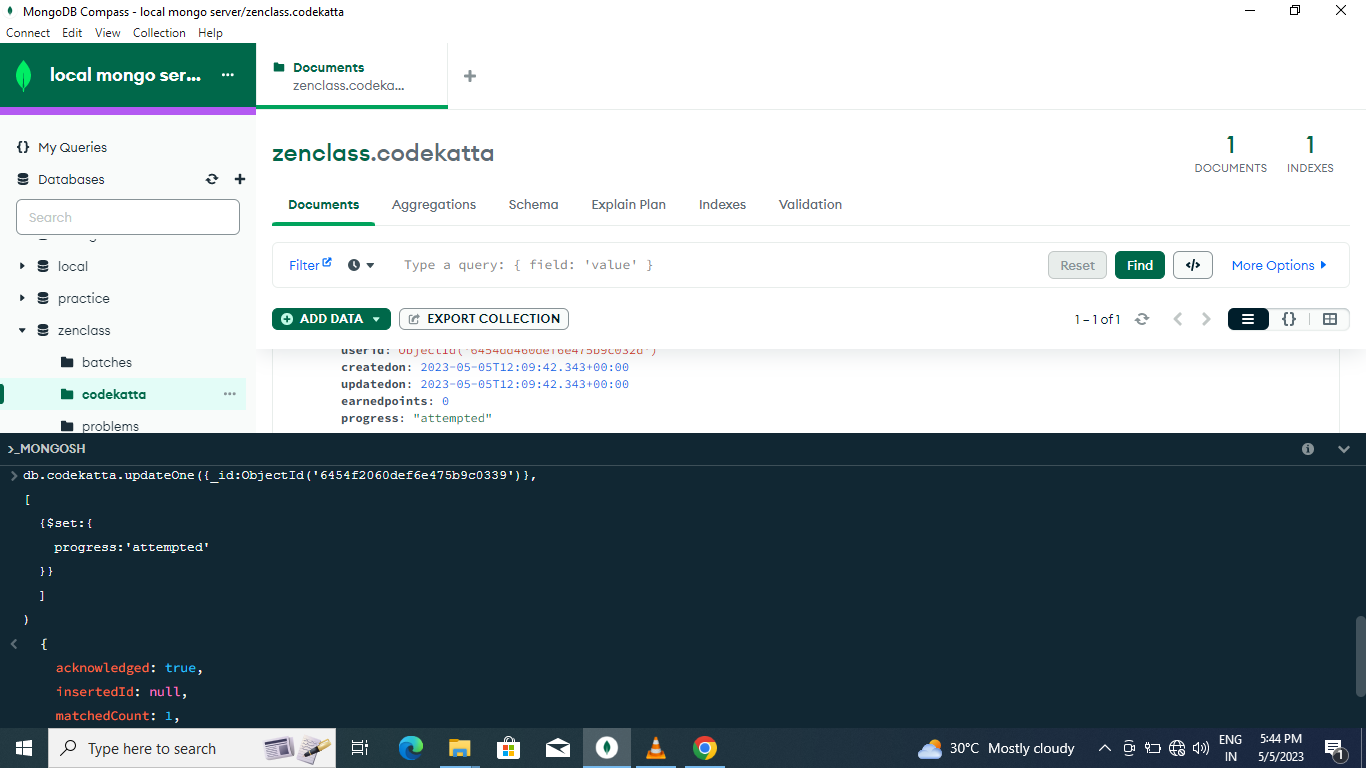 MongoDB Compass - local mongo server/zenclass.codekatta
Connect Edit View Collection Help
local mongo ser... ...
Documents
zenclass.codeka...
My Queries
Databases
Search
local
practice
zenclass
batches
codekatta
problems
zenclass.codekatta
1
DOCUMENTS
1
INDEXES
Documents Aggregations Schema Explain Plan Indexes Validation
Filter Type a query: { field: 'value' } Reset Find </> More Options
ADD DATA EXPORT COLLECTION 1 – 1 of 1 {}
createdon: 2023-05-05T12:09:42.343+00:00
updatedon: 2023-05-05T12:09:42.343+00:00
earnedpoints: 0
progress: "attempted"
>_MONGOSH
> db.codekatta.updateOne({_id:ObjectId('6454f2060def6e475b9c0339')},
[
{$set:{
progress:'attempted'
}}
]
)
< {
acknowledged: true,
insertedId: null,
matchedCount: 1,
Type here to search
30°C Mostly cloudy
ENG
IN
5:44 PM
5/5/2023
1